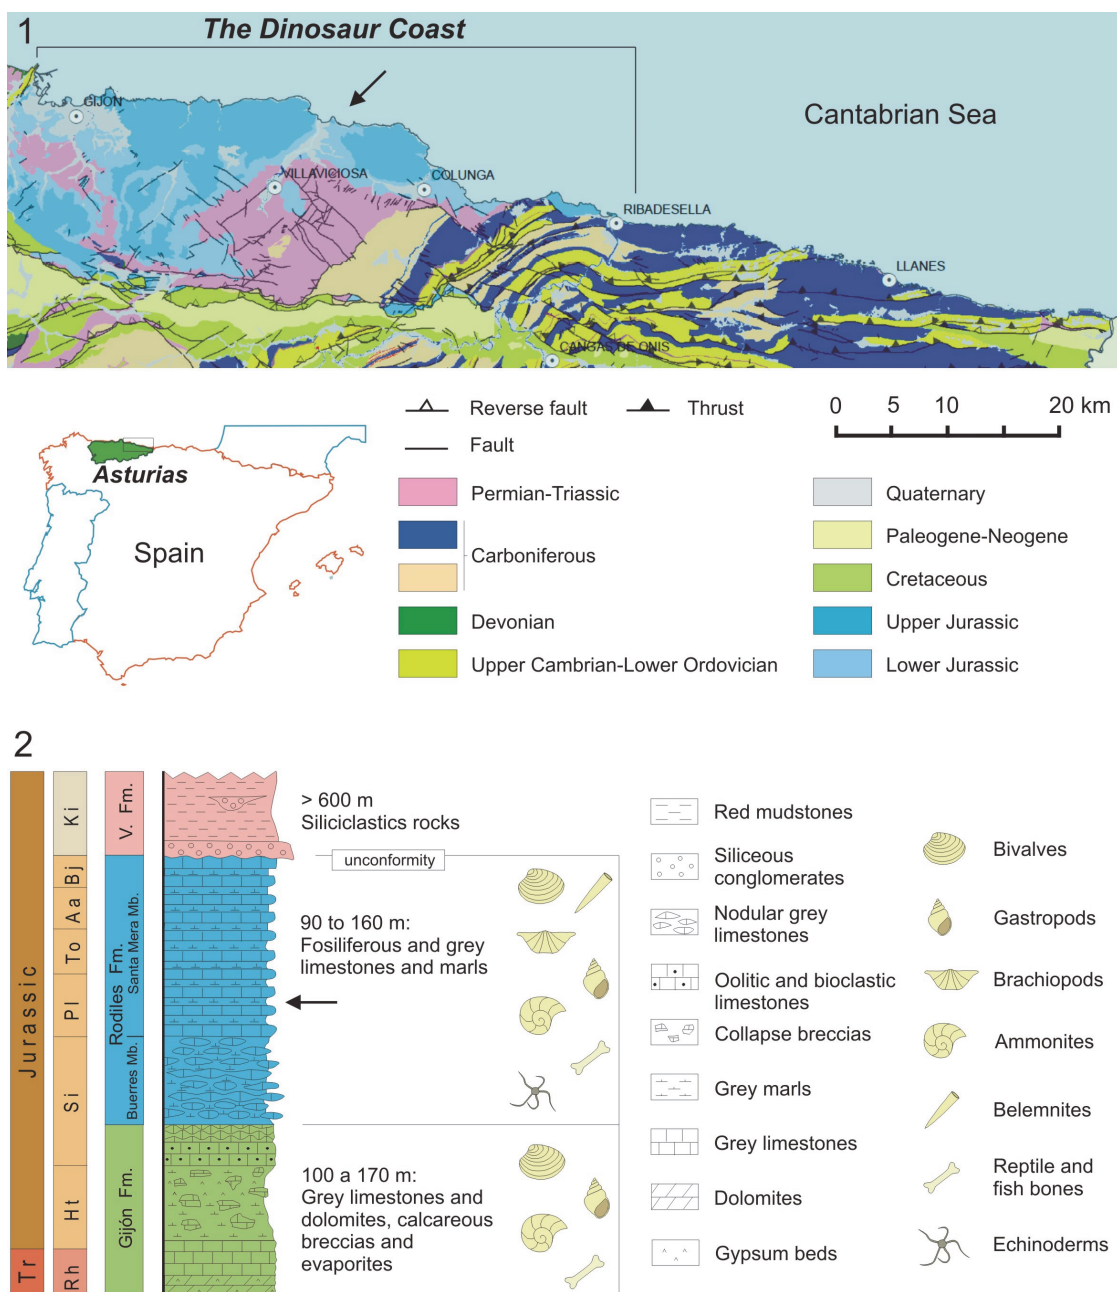 1
The Dinosaur Coast
GIJÓN
Cantabrian Sea
VILLAVICIOSA
COLUNGA
RIBADESELLA
LLANES
CANGAS DE ONIS
Reverse fault
Thrust
Fault
0 5 10 20 km
Asturias
Spain
Permian-Triassic
Carboniferous
Devonian
Upper Cambrian-Lower Ordovician
Quaternary
Paleogene-Neogene
Cretaceous
Upper Jurassic
Lower Jurassic
2
Jurassic
Tr
Ki
Bj
Aa
To
Pl
Si
Ht
Rh
V. Fm.
Rodiles Fm.
Santa Mera Mb.
Buerres Mb.
Gijón Fm.
> 600 m
Siliciclastics rocks
unconformity
90 to 160 m:
Fosiliferous and grey
limestones and marls
100 a 170 m:
Grey limestones and
dolomites, calcareous
breccias and
evaporites
Red mudstones
Siliceous
conglomerates
Nodular grey
limestones
Oolitic and bioclastic
limestones
Collapse breccias
Grey marls
Grey limestones
Dolomites
Gypsum beds
Bivalves
Gastropods
Brachiopods
Ammonites
Belemnites
Reptile and
fish bones
Echinoderms